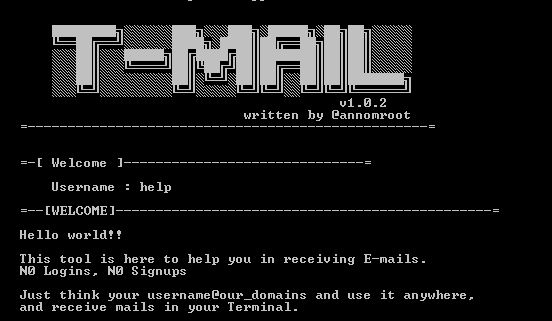 T-MAIL
v1.0.2
written by @annomroot
=--[ Welcome ]------------------------------=
Username : help
=--[WELCOME]-----------------------------------------------=
Hello world!!
This tool is here to help you in receiving E-mails.
N0 Logins, N0 Signups
Just think your username@our_domains and use it anywhere,
and receive mails in your Terminal.